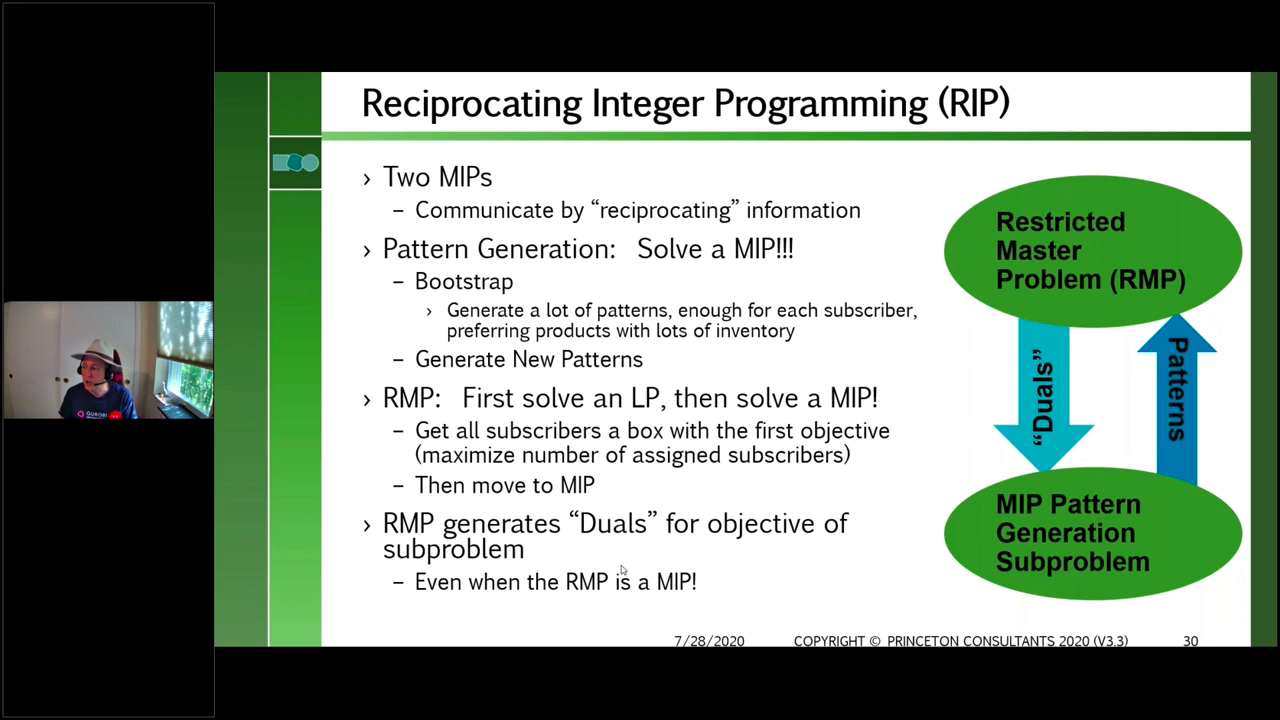 Reciprocating Integer Programming (RIP)
› Two MIPs
– Communicate by “reciprocating” information
› Pattern Generation: Solve a MIP!!!
– Bootstrap
› Generate a lot of patterns, enough for each subscriber,
preferring products with lots of inventory
– Generate New Patterns
› RMP: First solve an LP, then solve a MIP!
– Get all subscribers a box with the first objective
(maximize number of assigned subscribers)
– Then move to MIP
› RMP generates “Duals” for objective of
subproblem
– Even when the RMP is a MIP!
Restricted
Master
Problem (RMP)
“Duals”
Patterns
MIP Pattern
Generation
Subproblem
7/28/2020
COPYRIGHT © PRINCETON CONSULTANTS 2020 (V3.3)
30
GUROBI